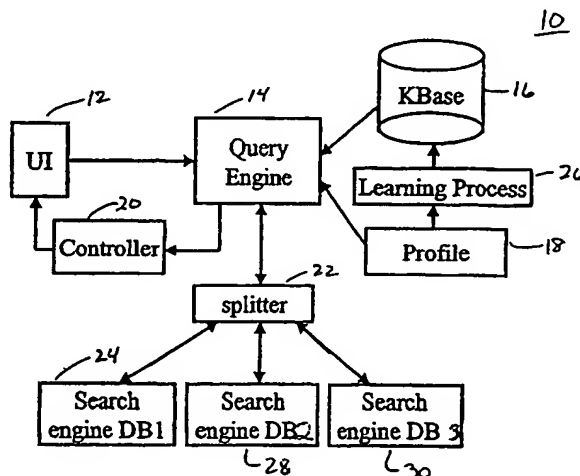 10
12
14
KBase
16
UI
Query
Engine
20
Learning Process
26
Controller
Profile
18
22
splitter
24
Search
engine DB1
Search
engine DB2
Search
engine DB 3
28
30